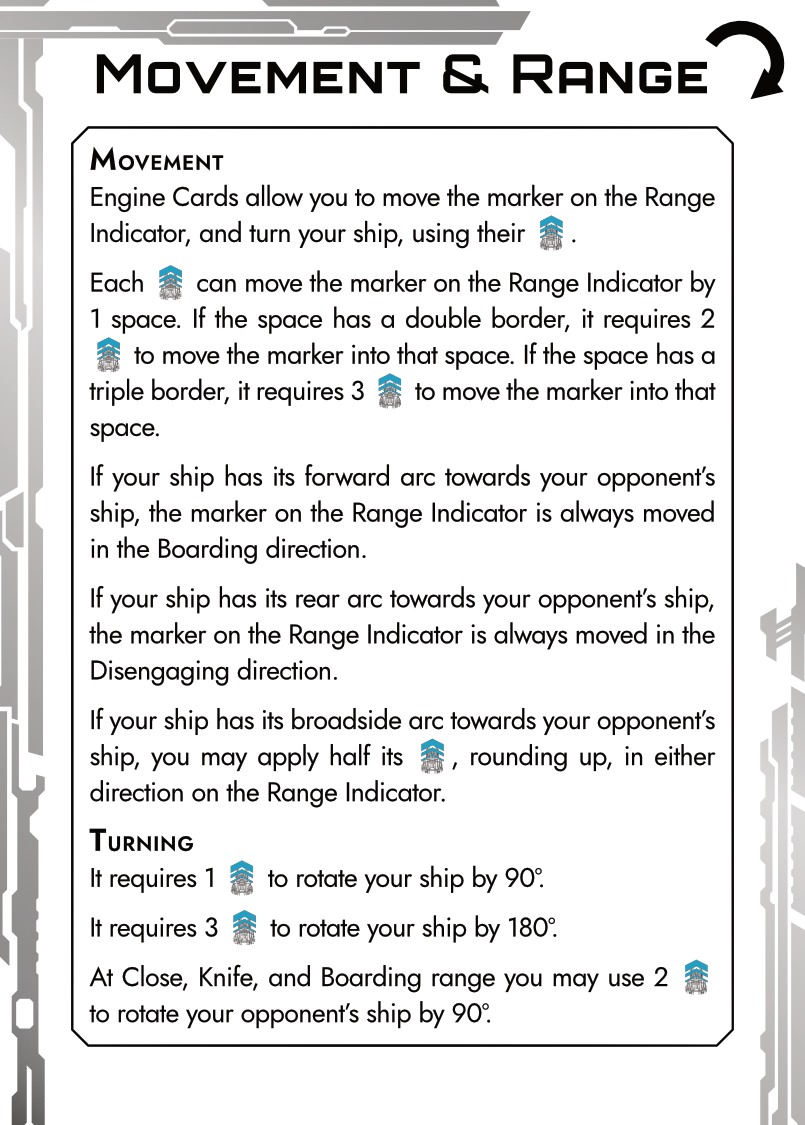 Movement & Range
Movement
Engine Cards allow you to move the marker on the Range
Indicator, and turn your ship, using their .
Each can move the marker on the Range Indicator by
1 space. If the space has a double border, it requires 2
to move the marker into that space. If the space has a
triple border, it requires 3 to move the marker into that
space.
If your ship has its forward arc towards your opponent's
ship, the marker on the Range Indicator is always moved
in the Boarding direction.
If your ship has its rear arc towards your opponent's ship,
the marker on the Range Indicator is always moved in the
Disengaging direction.
If your ship has its broadside arc towards your opponent's
ship, you may apply half its , rounding up, in either
direction on the Range Indicator.
Turning
It requires 1 to rotate your ship by 90°.
It requires 3 to rotate your ship by 180°.
At Close, Knife, and Boarding range you may use 2
to rotate your opponent's ship by 90°.